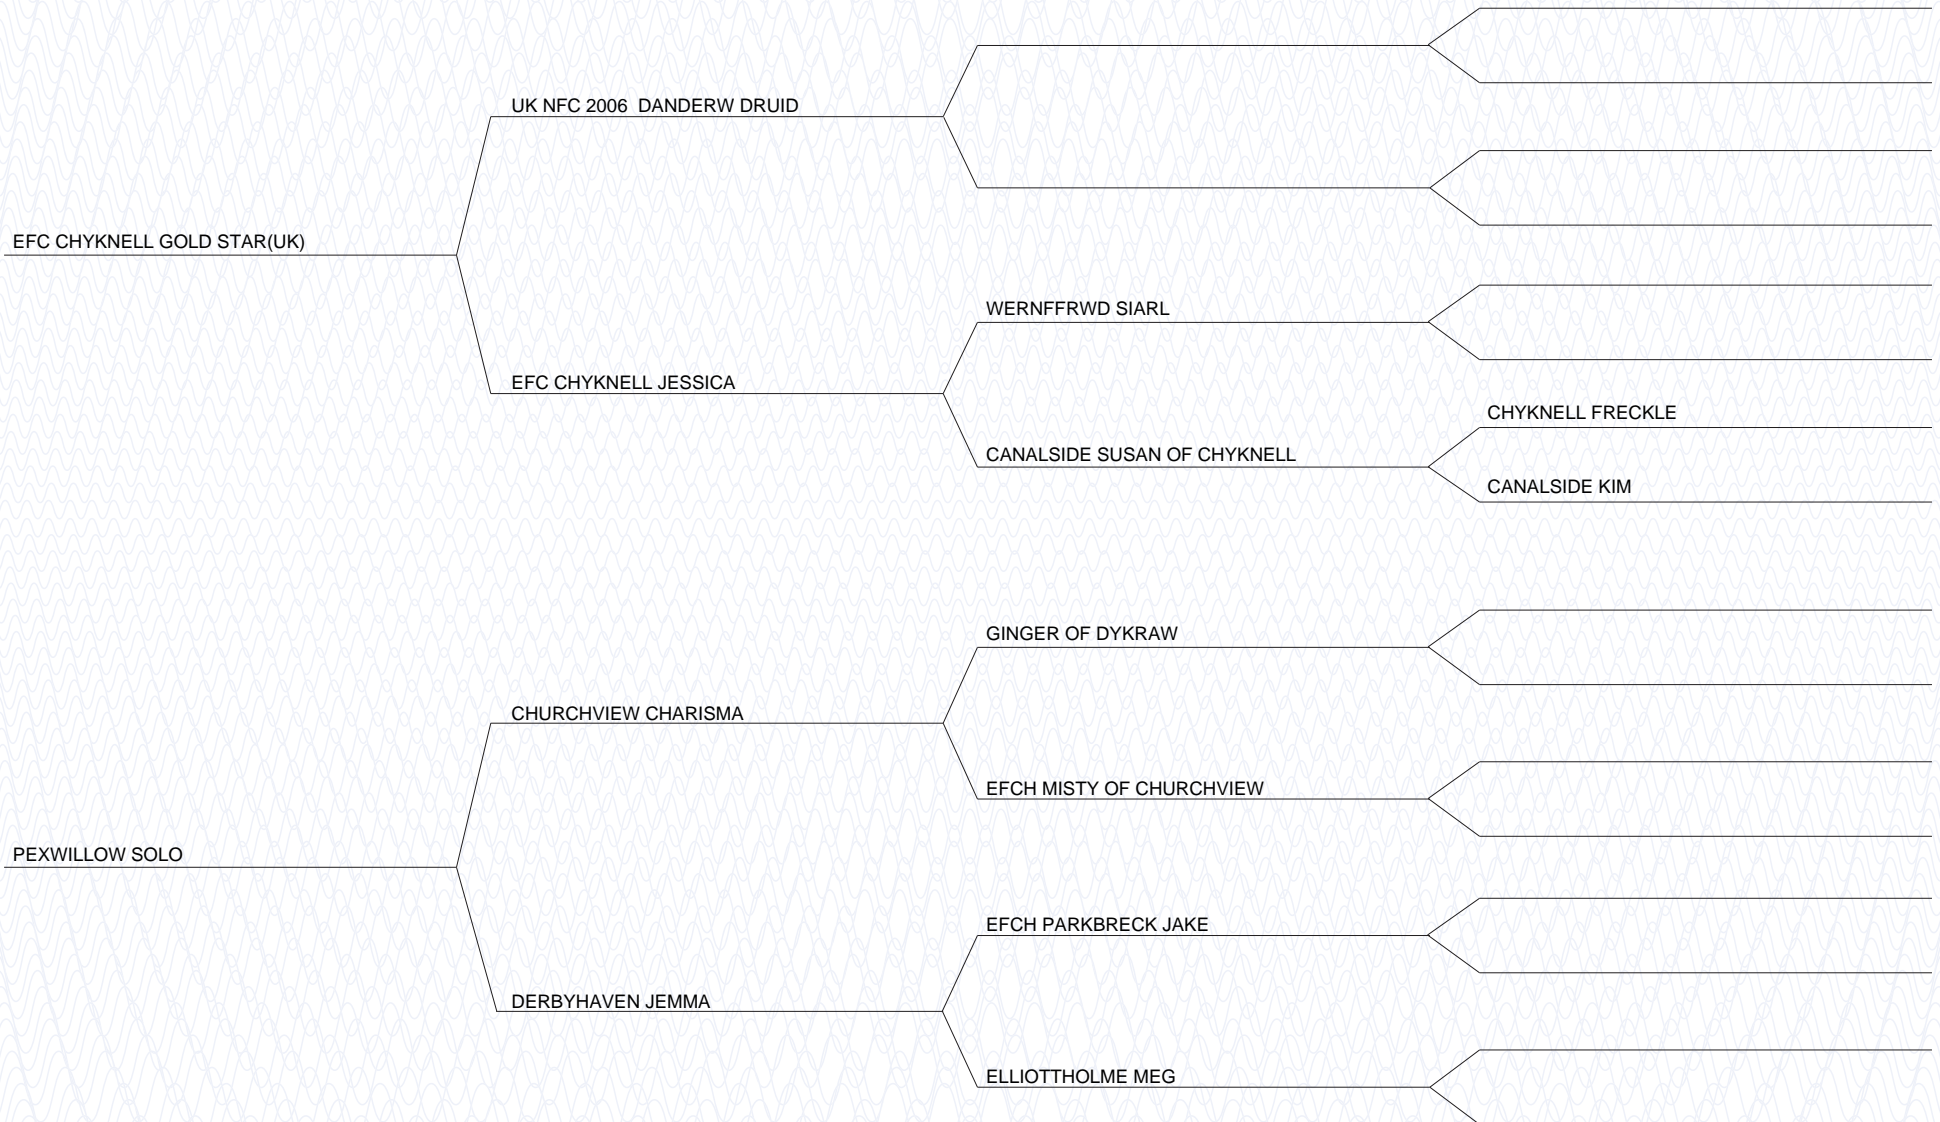 UK NFC 2006  DANDERW DRUID
EFC CHYKNELL GOLD STAR(UK)
WERNFFRWD SIARL
EFC CHYKNELL JESSICA
CHYKNELL FRECKLE
CANALSIDE SUSAN OF CHYKNELL
CANALSIDE KIM
GINGER OF DYKRAW
CHURCHVIEW CHARISMA
EFCH MISTY OF CHURCHVIEW
PEXWILLOW SOLO
EFCH PARKBRECK JAKE
DERBYHAVEN JEMMA
ELLIOTTHOLME MEG